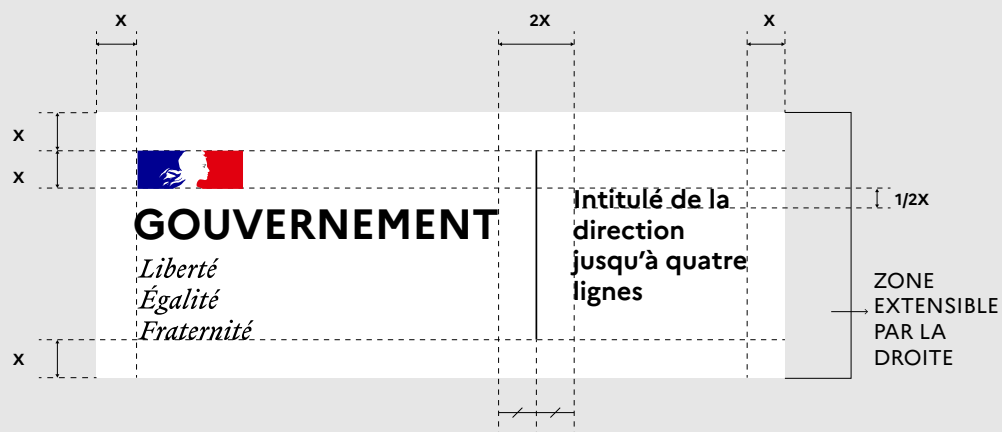 X
2X
X
X
X
1/2X
GOUVERNEMENT
Liberté
Égalité
Fraternité
Intitulé de la
direction
jusqu'à quatre
lignes
ZONE
EXTENSIBLE
PAR LA
DROITE
X